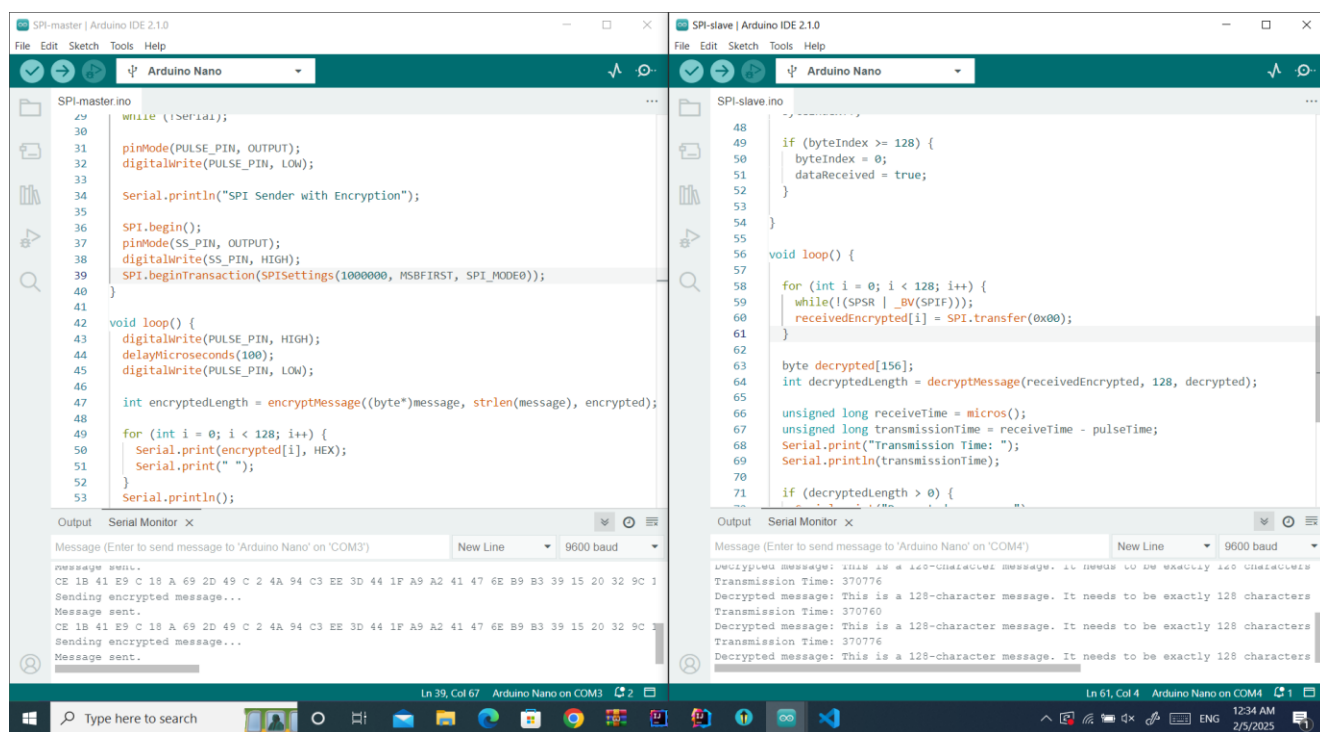 SPI-master | Arduino IDE 2.1.0
File Edit Sketch Tools Help
Arduino Nano
SPI-master.ino
29 while (!Serial);
30
31 pinMode(PULSE_PIN, OUTPUT);
32 digitalWrite(PULSE_PIN, LOW);
33
34 Serial.println("SPI Sender with Encryption");
35
36 SPI.begin();
37 pinMode(SS_PIN, OUTPUT);
38 digitalWrite(SS_PIN, HIGH);
39 SPI.beginTransaction(SPISettings(1000000, MSBFIRST, SPI_MODE0));
40 }
41
42 void loop() {
43 digitalWrite(PULSE_PIN, HIGH);
44 delayMicroseconds(100);
45 digitalWrite(PULSE_PIN, LOW);
46
47 int encryptedLength = encryptMessage((byte*)message, strlen(message), encrypted);
48
49 for (int i = 0; i < 128; i++) {
50 Serial.print(encrypted[i], HEX);
51 Serial.print(" ");
52 }
53 Serial.println();
Output Serial Monitor
Message (Enter to send message to 'Arduino Nano' on 'COM3') New Line 9600 baud
Message sent.
CE 1B 41 E9 C 18 A 69 2D 49 C 2 4A 94 C3 EE 3D 44 1F A9 A2 41 47 6E B9 B3 39 15 20 32 9C 1
Sending encrypted message...
Message sent.
CE 1B 41 E9 C 18 A 69 2D 49 C 2 4A 94 C3 EE 3D 44 1F A9 A2 41 47 6E B9 B3 39 15 20 32 9C
Sending encrypted message...
Message sent.
Ln 39, Col 67 Arduino Nano on COM3 2
SPI-slave | Arduino IDE 2.1.0
File Edit Sketch Tools Help
Arduino Nano
SPI-slave.ino
48
49 if (byteIndex >= 128) {
50 byteIndex = 0;
51 dataReceived = true;
52 }
53
54 }
55
56 void loop() {
57
58 for (int i = 0; i < 128; i++) {
59 while(!(SPSR | _BV(SPIF)));
60 receivedEncrypted[i] = SPI.transfer(0x00);
61 }
62
63 byte decrypted[156];
64 int decryptedLength = decryptMessage(receivedEncrypted, 128, decrypted);
65
66 unsigned long receiveTime = micros();
67 unsigned long transmissionTime = receiveTime - pulseTime;
68 Serial.print("Transmission Time: ");
69 Serial.println(transmissionTime);
70
71 if (decryptedLength > 0) {
Output Serial Monitor
Message (Enter to send message to 'Arduino Nano' on 'COM4') New Line 9600 baud
Decrypted message: This is a 128-character message. It needs to be exactly 128 characters
Transmission Time: 370776
Decrypted message: This is a 128-character message. It needs to be exactly 128 characters
Transmission Time: 370760
Decrypted message: This is a 128-character message. It needs to be exactly 128 characters
Transmission Time: 370776
Decrypted message: This is a 128-character message. It needs to be exactly 128 characters
Ln 61, Col 4 Arduino Nano on COM4 1
Type here to search
ENG
12:34 AM
2/5/2025